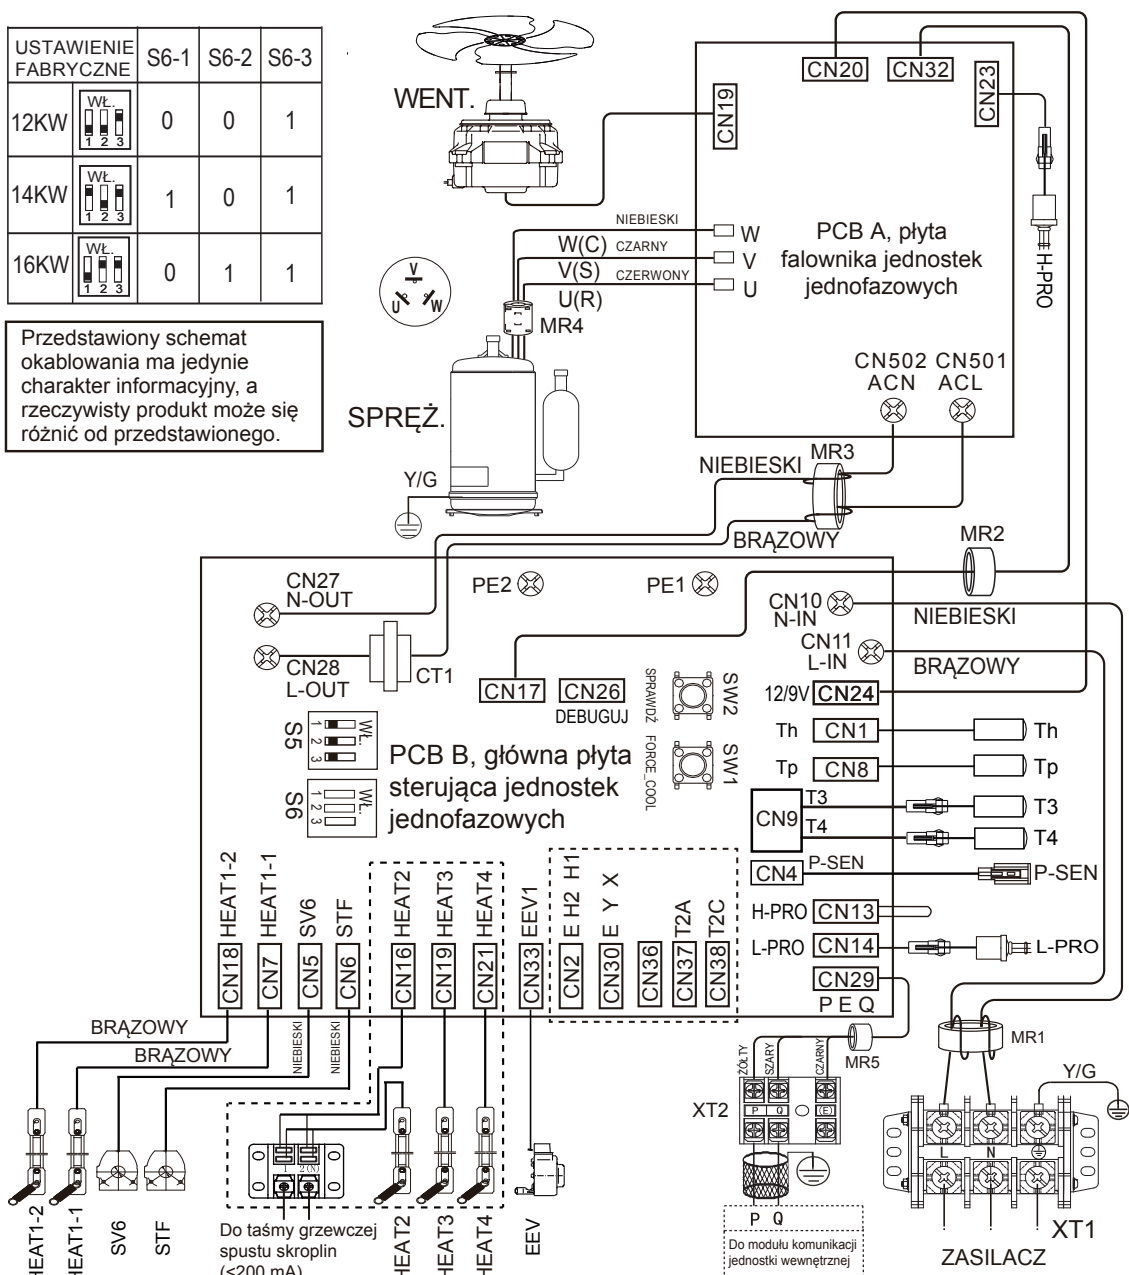 USTAWIENIE FABRYCZNE S6-1 S6-2 S6-3
12KW WŁ. 1 2 3 0 0 1
14KW WŁ. 1 2 3 1 0 1
16KW WŁ. 1 2 3 0 1 1
Przedstawiony schemat
okablowania ma jedynie
charakter informacyjny, a
rzeczywisty produkt może się
różnić od przedstawionego.
WENT.
CN20
CN32
CN19
CN23
H-PRO
PCB A, płyta
falownika jednostek
jednofazowych
NIEBIESKI
W
W(C) CZARNY
V
V(S) CZERWONY
U
U(R)
V
U W
MR4
SPRĘŻ.
Y/G
CN502 CN501
ACN ACL
NIEBIESKI
MR3
BRĄZOWY
MR2
CN27
N-OUT
PE2
PE1
CN10
N-IN
NIEBIESKI
CN11
L-IN
BRĄZOWY
CN28
L-OUT
CT1
CN17
CN26
DEBUGUJ
SPRAWDŹ
SW2
FORCE_COOL
SW1
12/9V CN24
S5
1 2 3 WŁ.
S6
1 2 3 WŁ.
PCB B, główna płyta
sterująca jednostek
jednofazowych
Th CN1 Th
Tp CN8 Tp
CN9
T3 T3
T4 T4
CN4 P-SEN P-SEN
H-PRO CN13
L-PRO CN14 L-PRO
CN29
P E Q
CN18 HEAT1-2
CN7 HEAT1-1
CN5 SV6
CN6 STF
CN16 HEAT2
CN19 HEAT3
CN21 HEAT4
CN33 EEV1
CN2 E H2 H1
CN30 E Y X
CN36
CN37 T2A
CN38 T2C
BRĄZOWY
BRĄZOWY
NIEBIESKI
NIEBIESKI
ŻÓŁTY
SZARY
CZARNY
MR5
MR1
Y/G
XT2
P Q (E)
L N
1 2(N)
P Q
Do modułu komunikacji
jednostki wewnętrznej
XT1
ZASILACZ
HEAT1-2
HEAT1-1
SV6
STF
Do taśmy grzewczej
spustu skroplin
(≤200 mA)
HEAT2
HEAT3
HEAT4
EEV